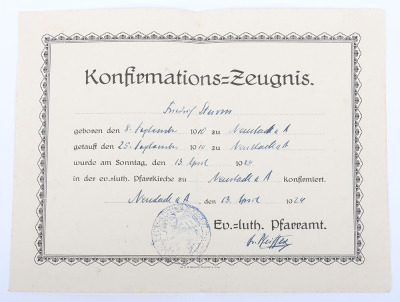 Konfirmations=Zeugnis.
Friedrich Sturm
geboren den 8. September 1910 zu Neustadt a A
getauft den 25. September 1910 zu Neustadt a A
wurde am Sonntag, den 13. April 1924
in der ev.=luth. Pfarrkirche zu Neustadt a A Konfirmiert.
Neustadt a A, den 13. April 1924
Ev.=luth. Pfarramt.